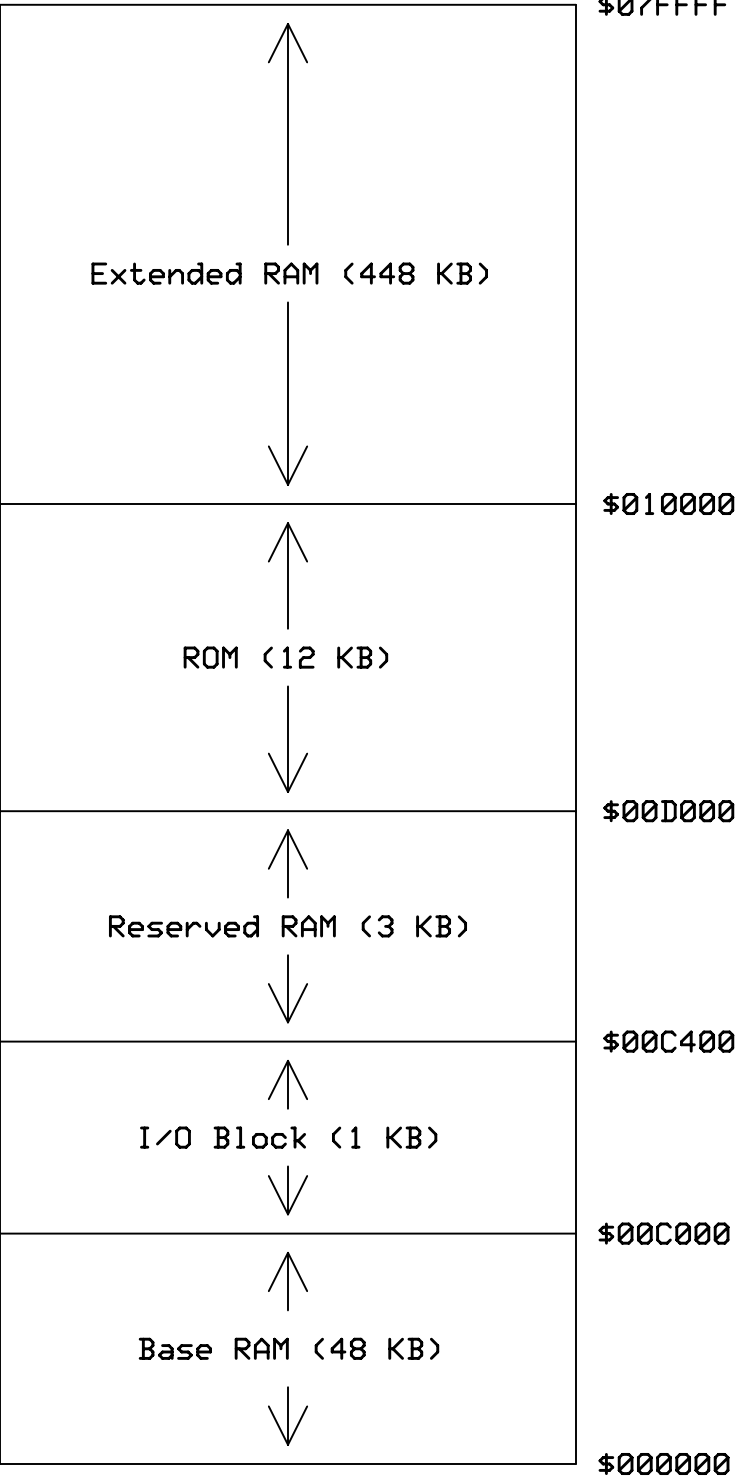 $07FFFF
Extended RAM (448 KB)
$010000
ROM (12 KB)
$00D000
Reserved RAM (3 KB)
$00C400
I/O Block (1 KB)
$00C000
Base RAM (48 KB)
$000000